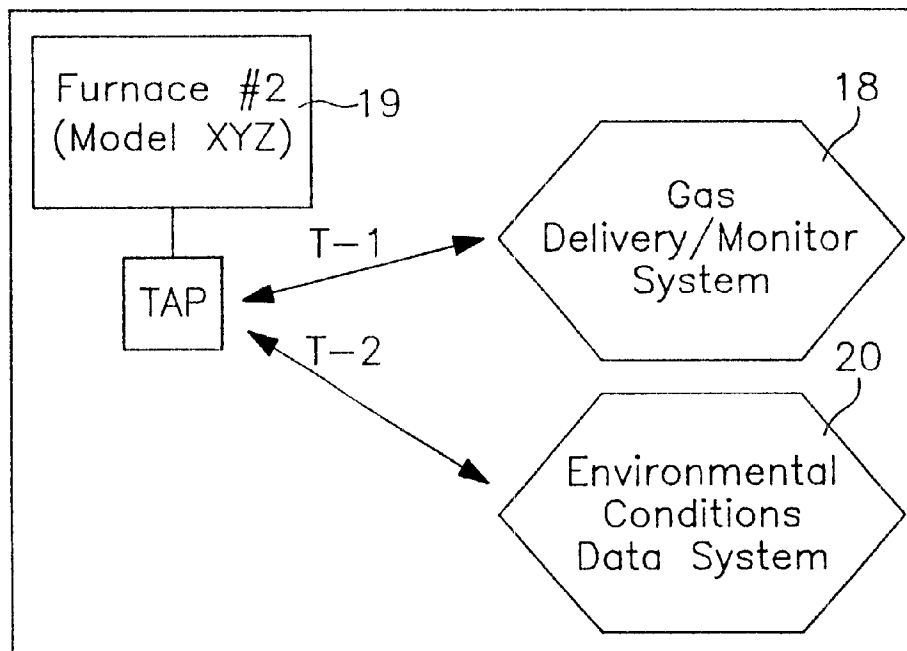 Furnace #2
(Model XYZ)
19
TAP
T-1
T-2
18
Gas
Delivery/Monitor
System
20
Environmental
Conditions
Data System